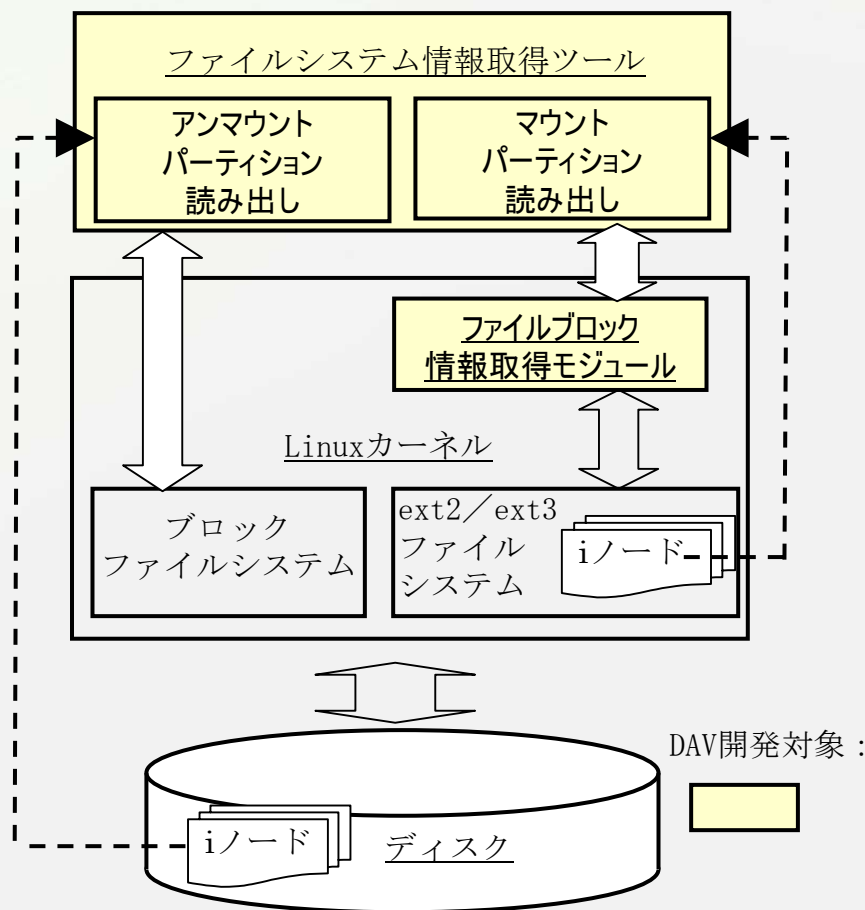 ファイルシステム情報取得ツール
アンマウント
パーティション
読み出し
マウント
パーティション
読み出し
ファイルブロック
情報取得モジュール
Linuxカーネル
ブロック
ファイルシステム
ext2／ext3
ファイル
システム
iノード
DAV開発対象：
iノード
ディスク